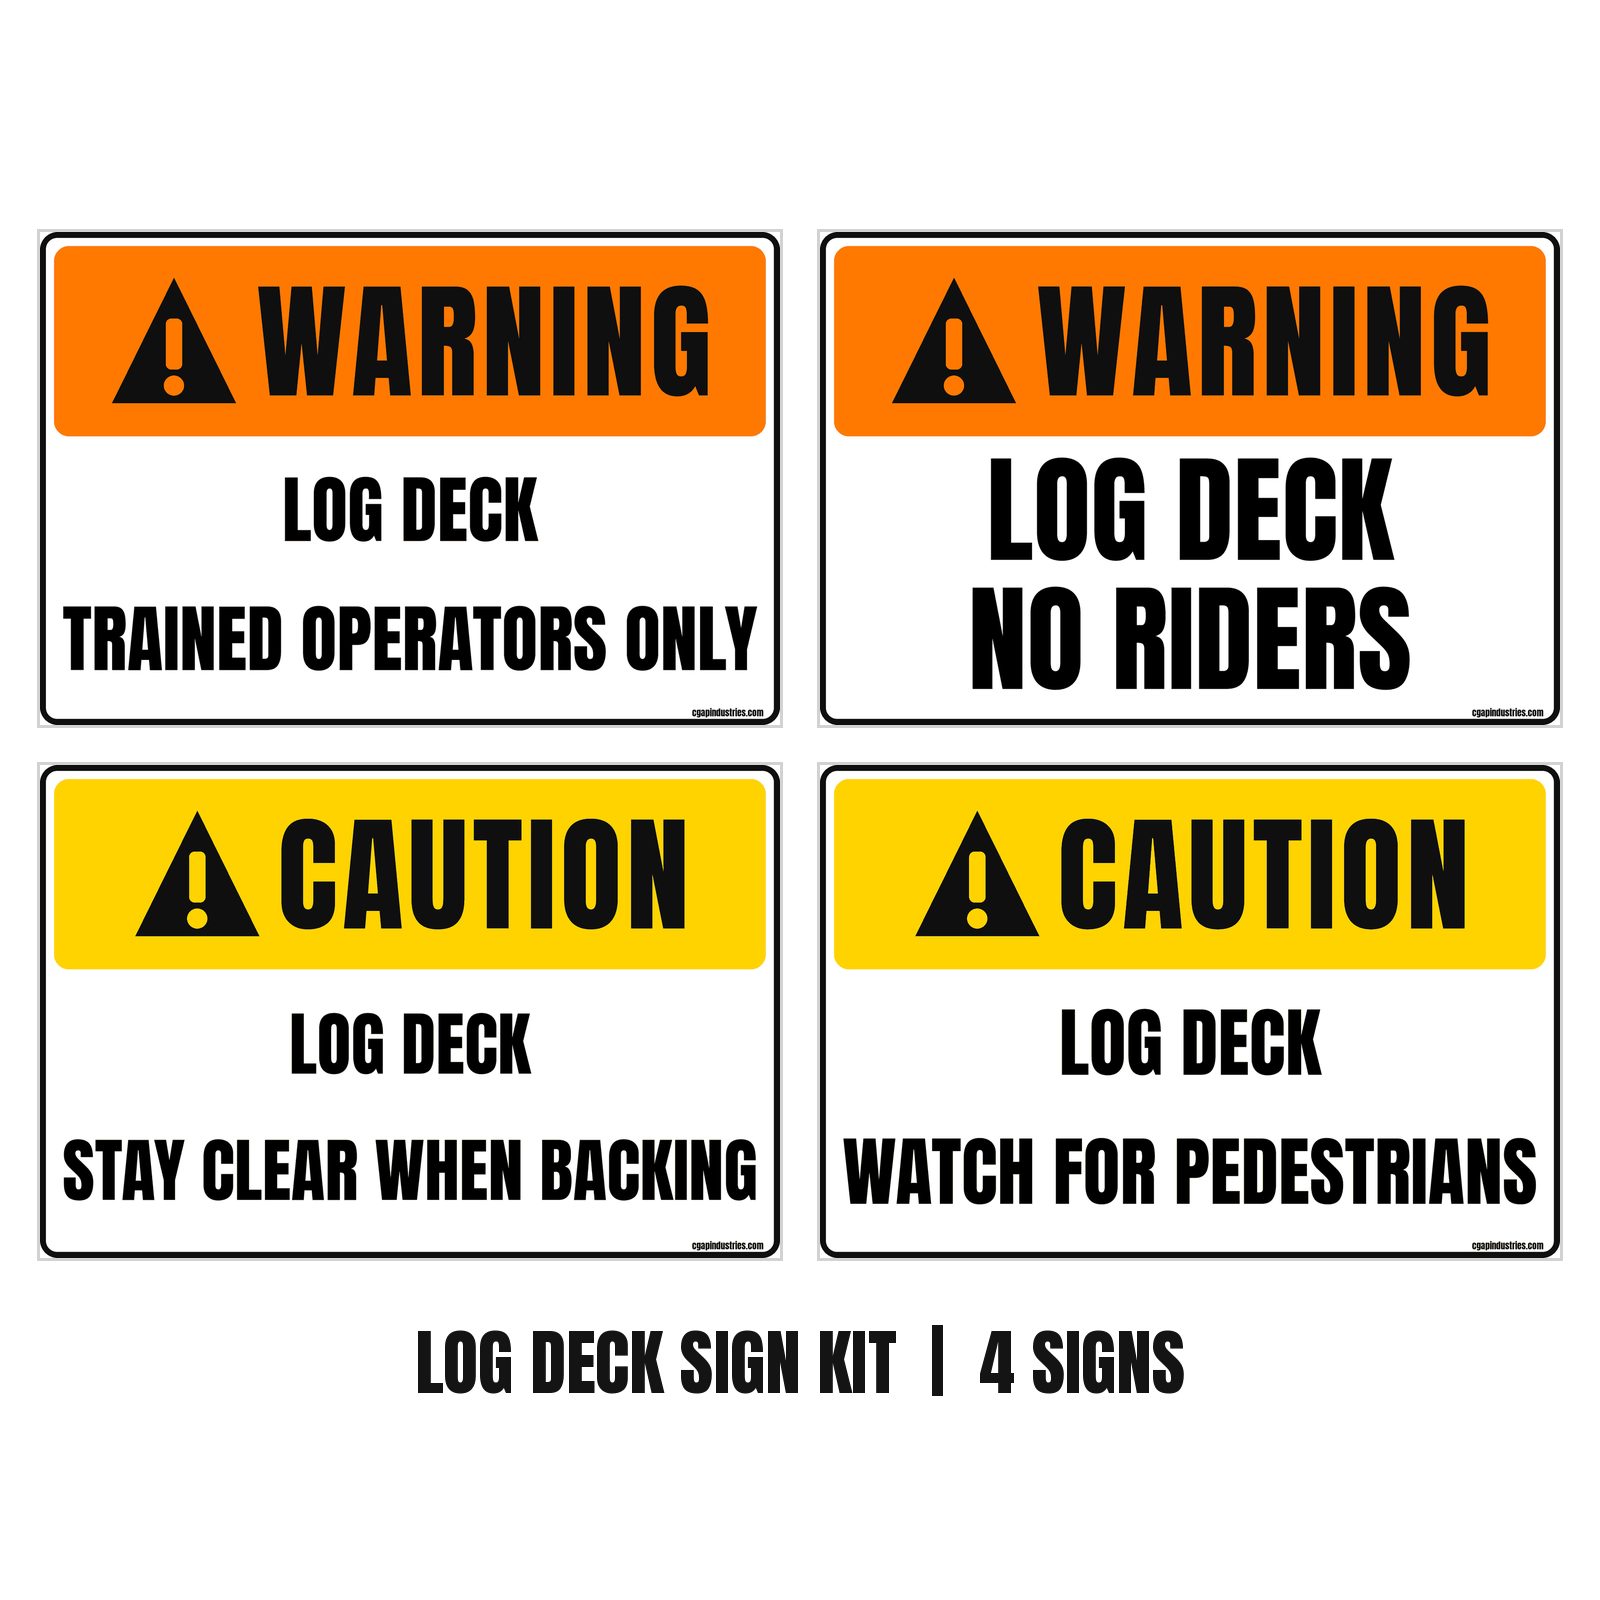 WARNING
LOG DECK
TRAINED OPERATORS ONLY
cgapindustries.com
WARNING
LOG DECK
NO RIDERS
cgapindustries.com
CAUTION
LOG DECK
STAY CLEAR WHEN BACKING
cgapindustries.com
CAUTION
LOG DECK
WATCH FOR PEDESTRIANS
cgapindustries.com
LOG DECK SIGN KIT | 4 SIGNS